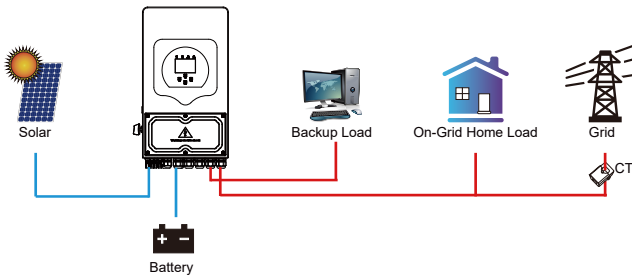 Solar
Backup Load
On-Grid Home Load
Grid
CT
Battery